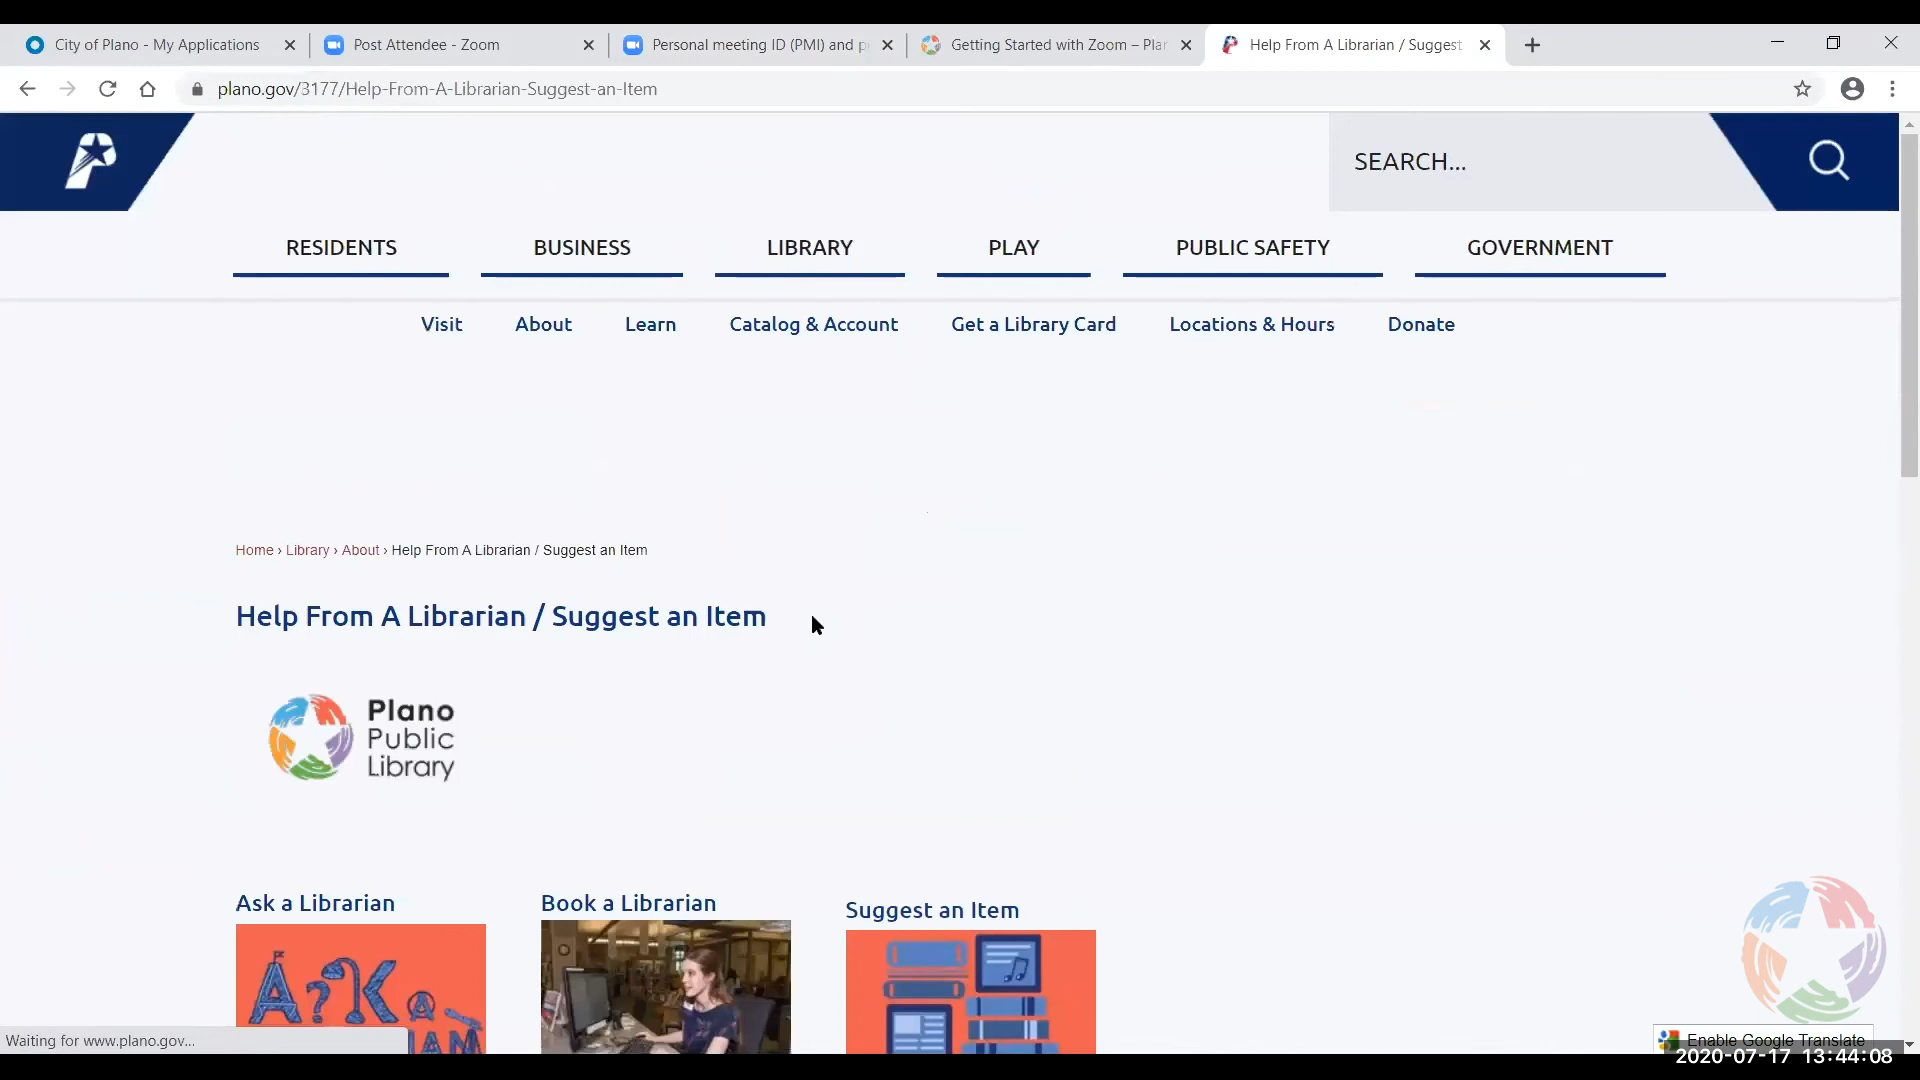 City of Plano - My Applications
Post Attendee - Zoom
Personal meeting ID (PMI) and p
Getting Started with Zoom – Plan
Help From A Librarian / Suggest
plano.gov/3177/Help-From-A-Librarian-Suggest-an-Item
SEARCH...
RESIDENTS BUSINESS LIBRARY PLAY PUBLIC SAFETY GOVERNMENT
Visit About Learn Catalog & Account Get a Library Card Locations & Hours Donate
Home › Library › About › Help From A Librarian / Suggest an Item
Help From A Librarian / Suggest an Item
Plano
Public
Library
Ask a Librarian
Book a Librarian
Suggest an Item
ASK a
Waiting for www.plano.gov...
Enable Google Translate
2020-07-17 13:44:08